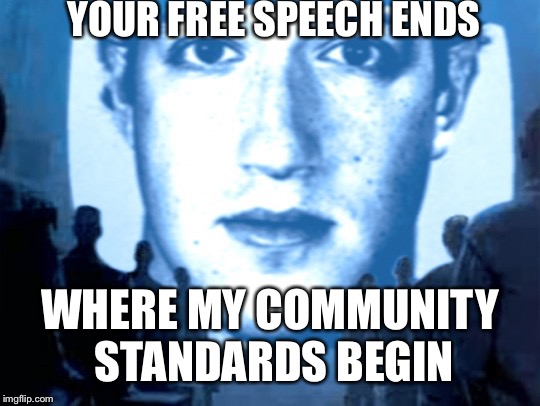 YOUR FREE SPEECH ENDS
WHERE MY COMMUNITY
STANDARDS BEGIN
imgflip.com